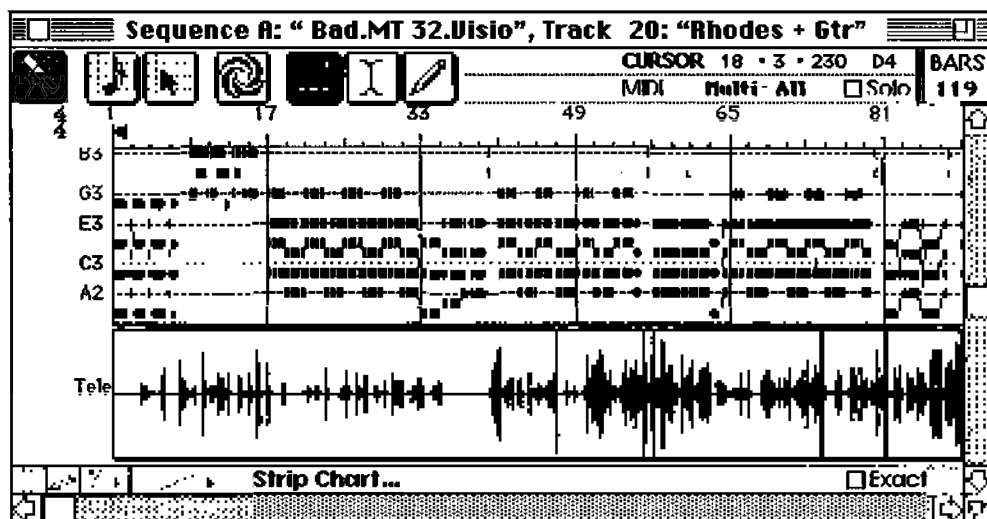 Sequence A: “ Bad.MT 32.Visio”, Track 20: “Rhodes + Gtr”
CURSOR 18 • 3 • 230 D4 BARS
MIDI Multi- All Solo 119
4 1 17 33 49 65 81
4
B3
G3
E3
C3
A2
Tele
? Strip Chart... Exact